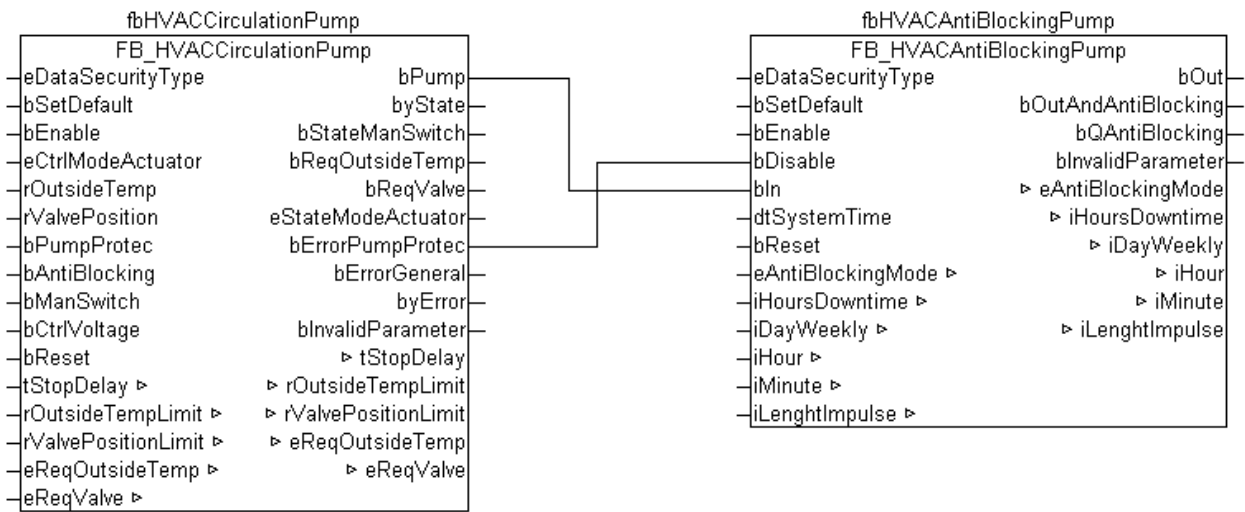 fbHVACCirculationPump
FB_HVACCirculationPump
eDataSecurityType bPump
bSetDefault byState
bEnable bStateManSwitch
eCtrlModeActuator bReqOutsideTemp
rOutsideTemp bReqValve
rValvePosition eStateModeActuator
bPumpProtec bErrorPumpProtec
bAntiBlocking bErrorGeneral
bManSwitch byError
bCtrlVoltage bInvalidParameter
bReset ▹ tStopDelay
tStopDelay ▹ ▹ rOutsideTempLimit
rOutsideTempLimit ▹ ▹ rValvePositionLimit
rValvePositionLimit ▹ ▹ eReqOutsideTemp
eReqOutsideTemp ▹ ▹ eReqValve
eReqValve ▹
fbHVACAntiBlockingPump
FB_HVACAntiBlockingPump
eDataSecurityType bOut
bSetDefault bOutAndAntiBlocking
bEnable bQAntiBlocking
bDisable bInvalidParameter
bIn ▹ eAntiBlockingMode
dtSystemTime ▹ iHoursDowntime
bReset ▹ iDayWeekly
eAntiBlockingMode ▹ ▹ iHour
iHoursDowntime ▹ ▹ iMinute
iDayWeekly ▹ ▹ iLenghtImpulse
iHour ▹
iMinute ▹
iLenghtImpulse ▹